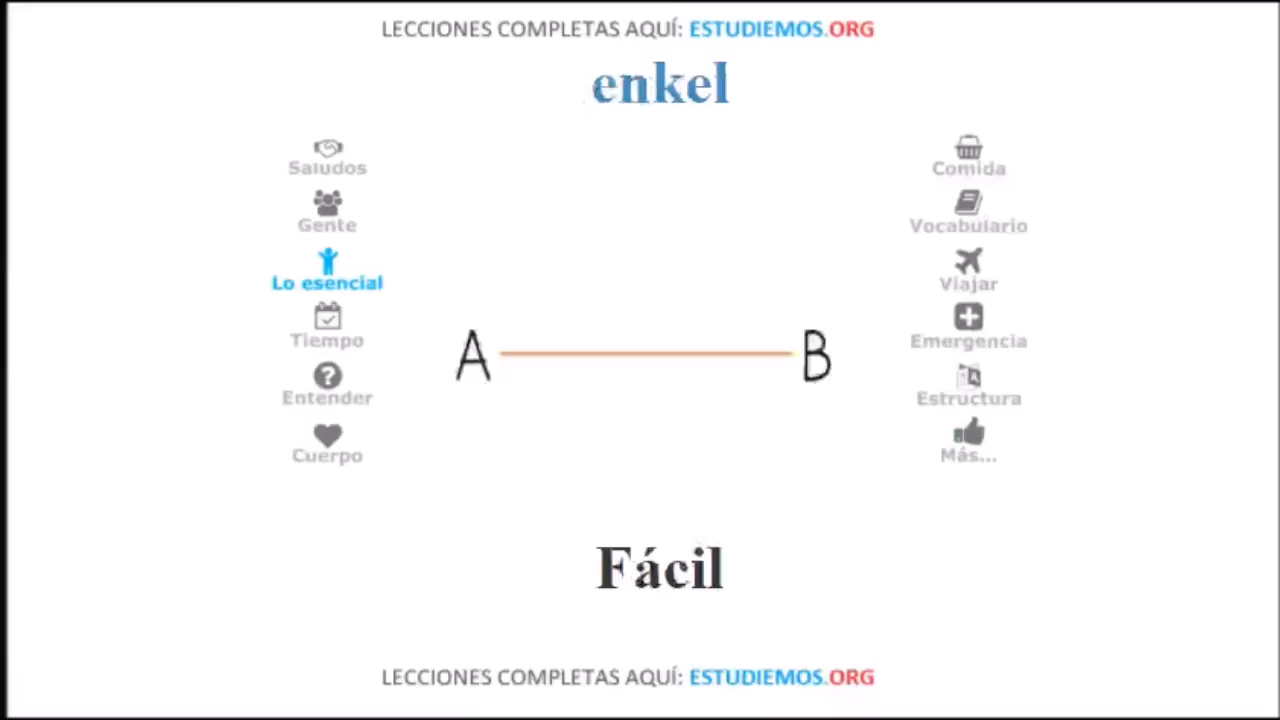 LECCIONES COMPLETAS AQUÍ: ESTUDIEMOS.ORG
enkel
Saludos
Gente
Lo esencial
Tiempo
Entender
Cuerpo
A
B
Comida
Vocabulario
Viajar
Emergencia
Estructura
Más...
Fácil
LECCIONES COMPLETAS AQUÍ: ESTUDIEMOS.ORG